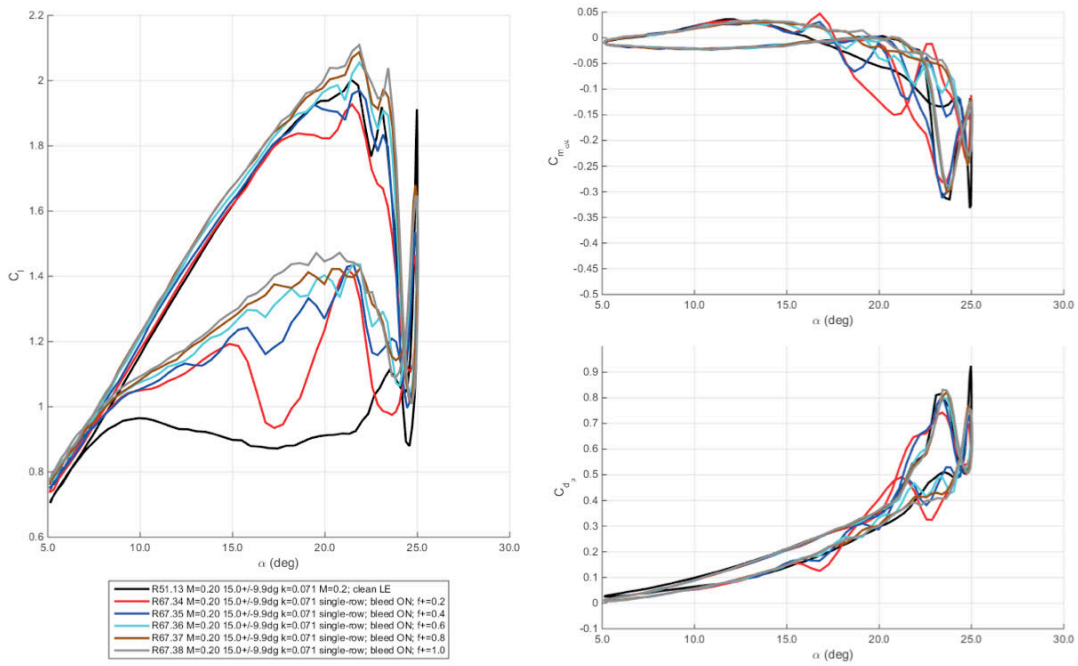 2.2
2
1.8
1.6
1.4
1.2
1
0.8
0.6
C_l
5.0 10.0 15.0 20.0 25.0 30.0
α (deg)
R51.13 M=0.20 15.0+/-9.9dg k=0.071 M=0.2; clean LE
R67.34 M=0.20 15.0+/-9.9dg k=0.071 single-row; bleed ON; f+=0.2
R67.35 M=0.20 15.0+/-9.9dg k=0.071 single-row; bleed ON; f+=0.4
R67.36 M=0.20 15.0+/-9.9dg k=0.071 single-row; bleed ON; f+=0.6
R67.37 M=0.20 15.0+/-9.9dg k=0.071 single-row; bleed ON; f+=0.8
R67.38 M=0.20 15.0+/-9.9dg k=0.071 single-row; bleed ON; f+=1.0
0.05
0
-0.05
-0.1
-0.15
-0.2
-0.25
-0.3
-0.35
-0.4
-0.45
-0.5
5.0 10.0 15.0 20.0 25.0 30.0
α (deg)
0.9
0.8
0.7
0.6
0.5
0.4
0.3
0.2
0.1
0
-0.1
5.0 10.0 15.0 20.0 25.0 30.0
α (deg)